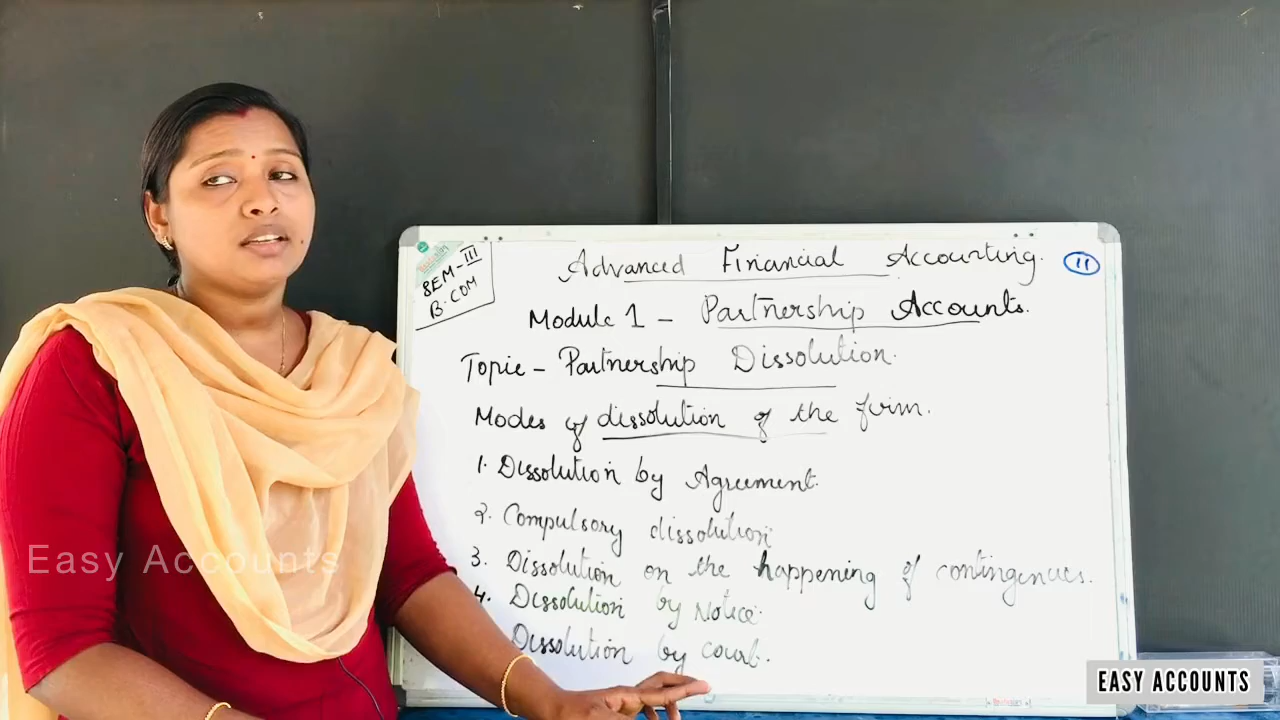 SEM-III
B.COM
Advanced Financial Accounting.
11
Module 1 - Partnership Accounts.
Topic - Partnership Dissolution.
Modes of dissolution of the firm.
1. Dissolution by Agreement.
2. Compulsory dissolution
3. Dissolution on the happening of contingencies.
4. Dissolution by Notice
Dissolution by court.
Easy Accounts
EASY ACCOUNTS